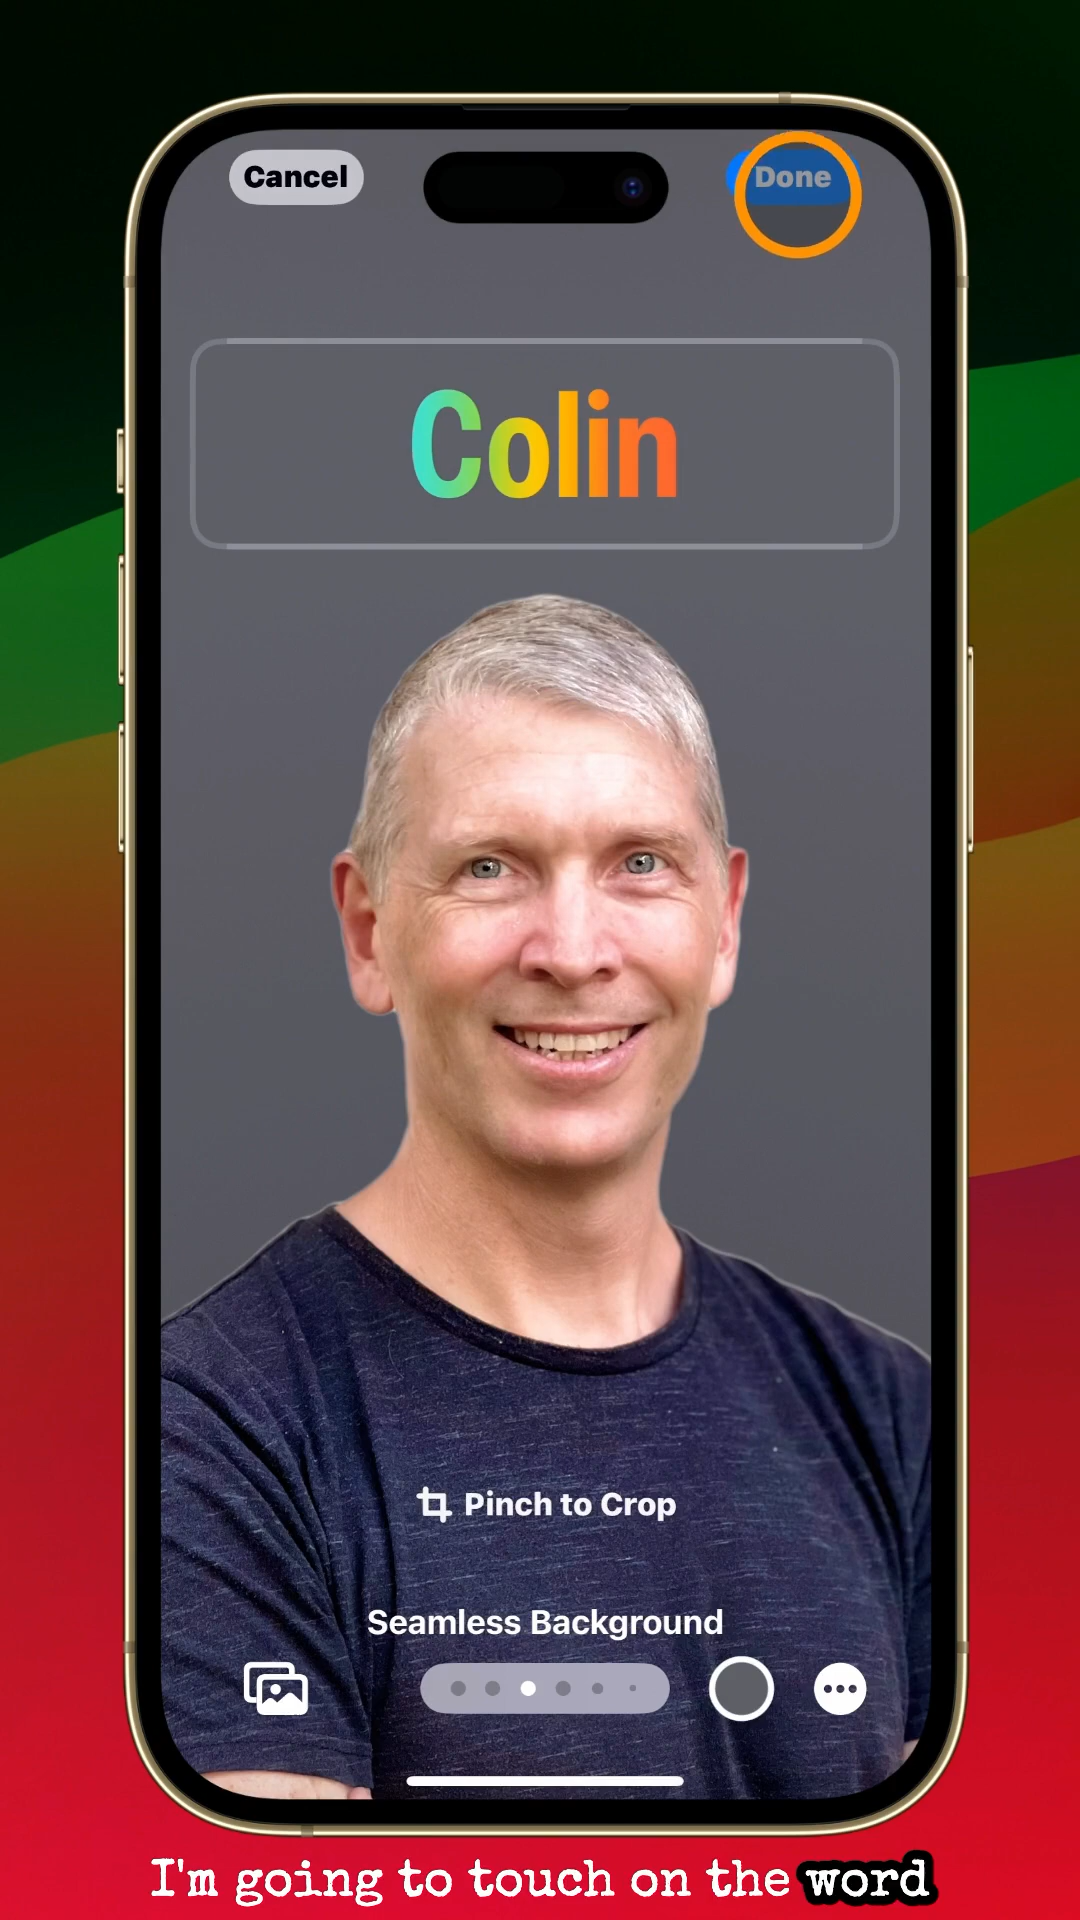 Cancel
Done
Colin
Pinch to Crop
Seamless Background
I'm going to touch on the word